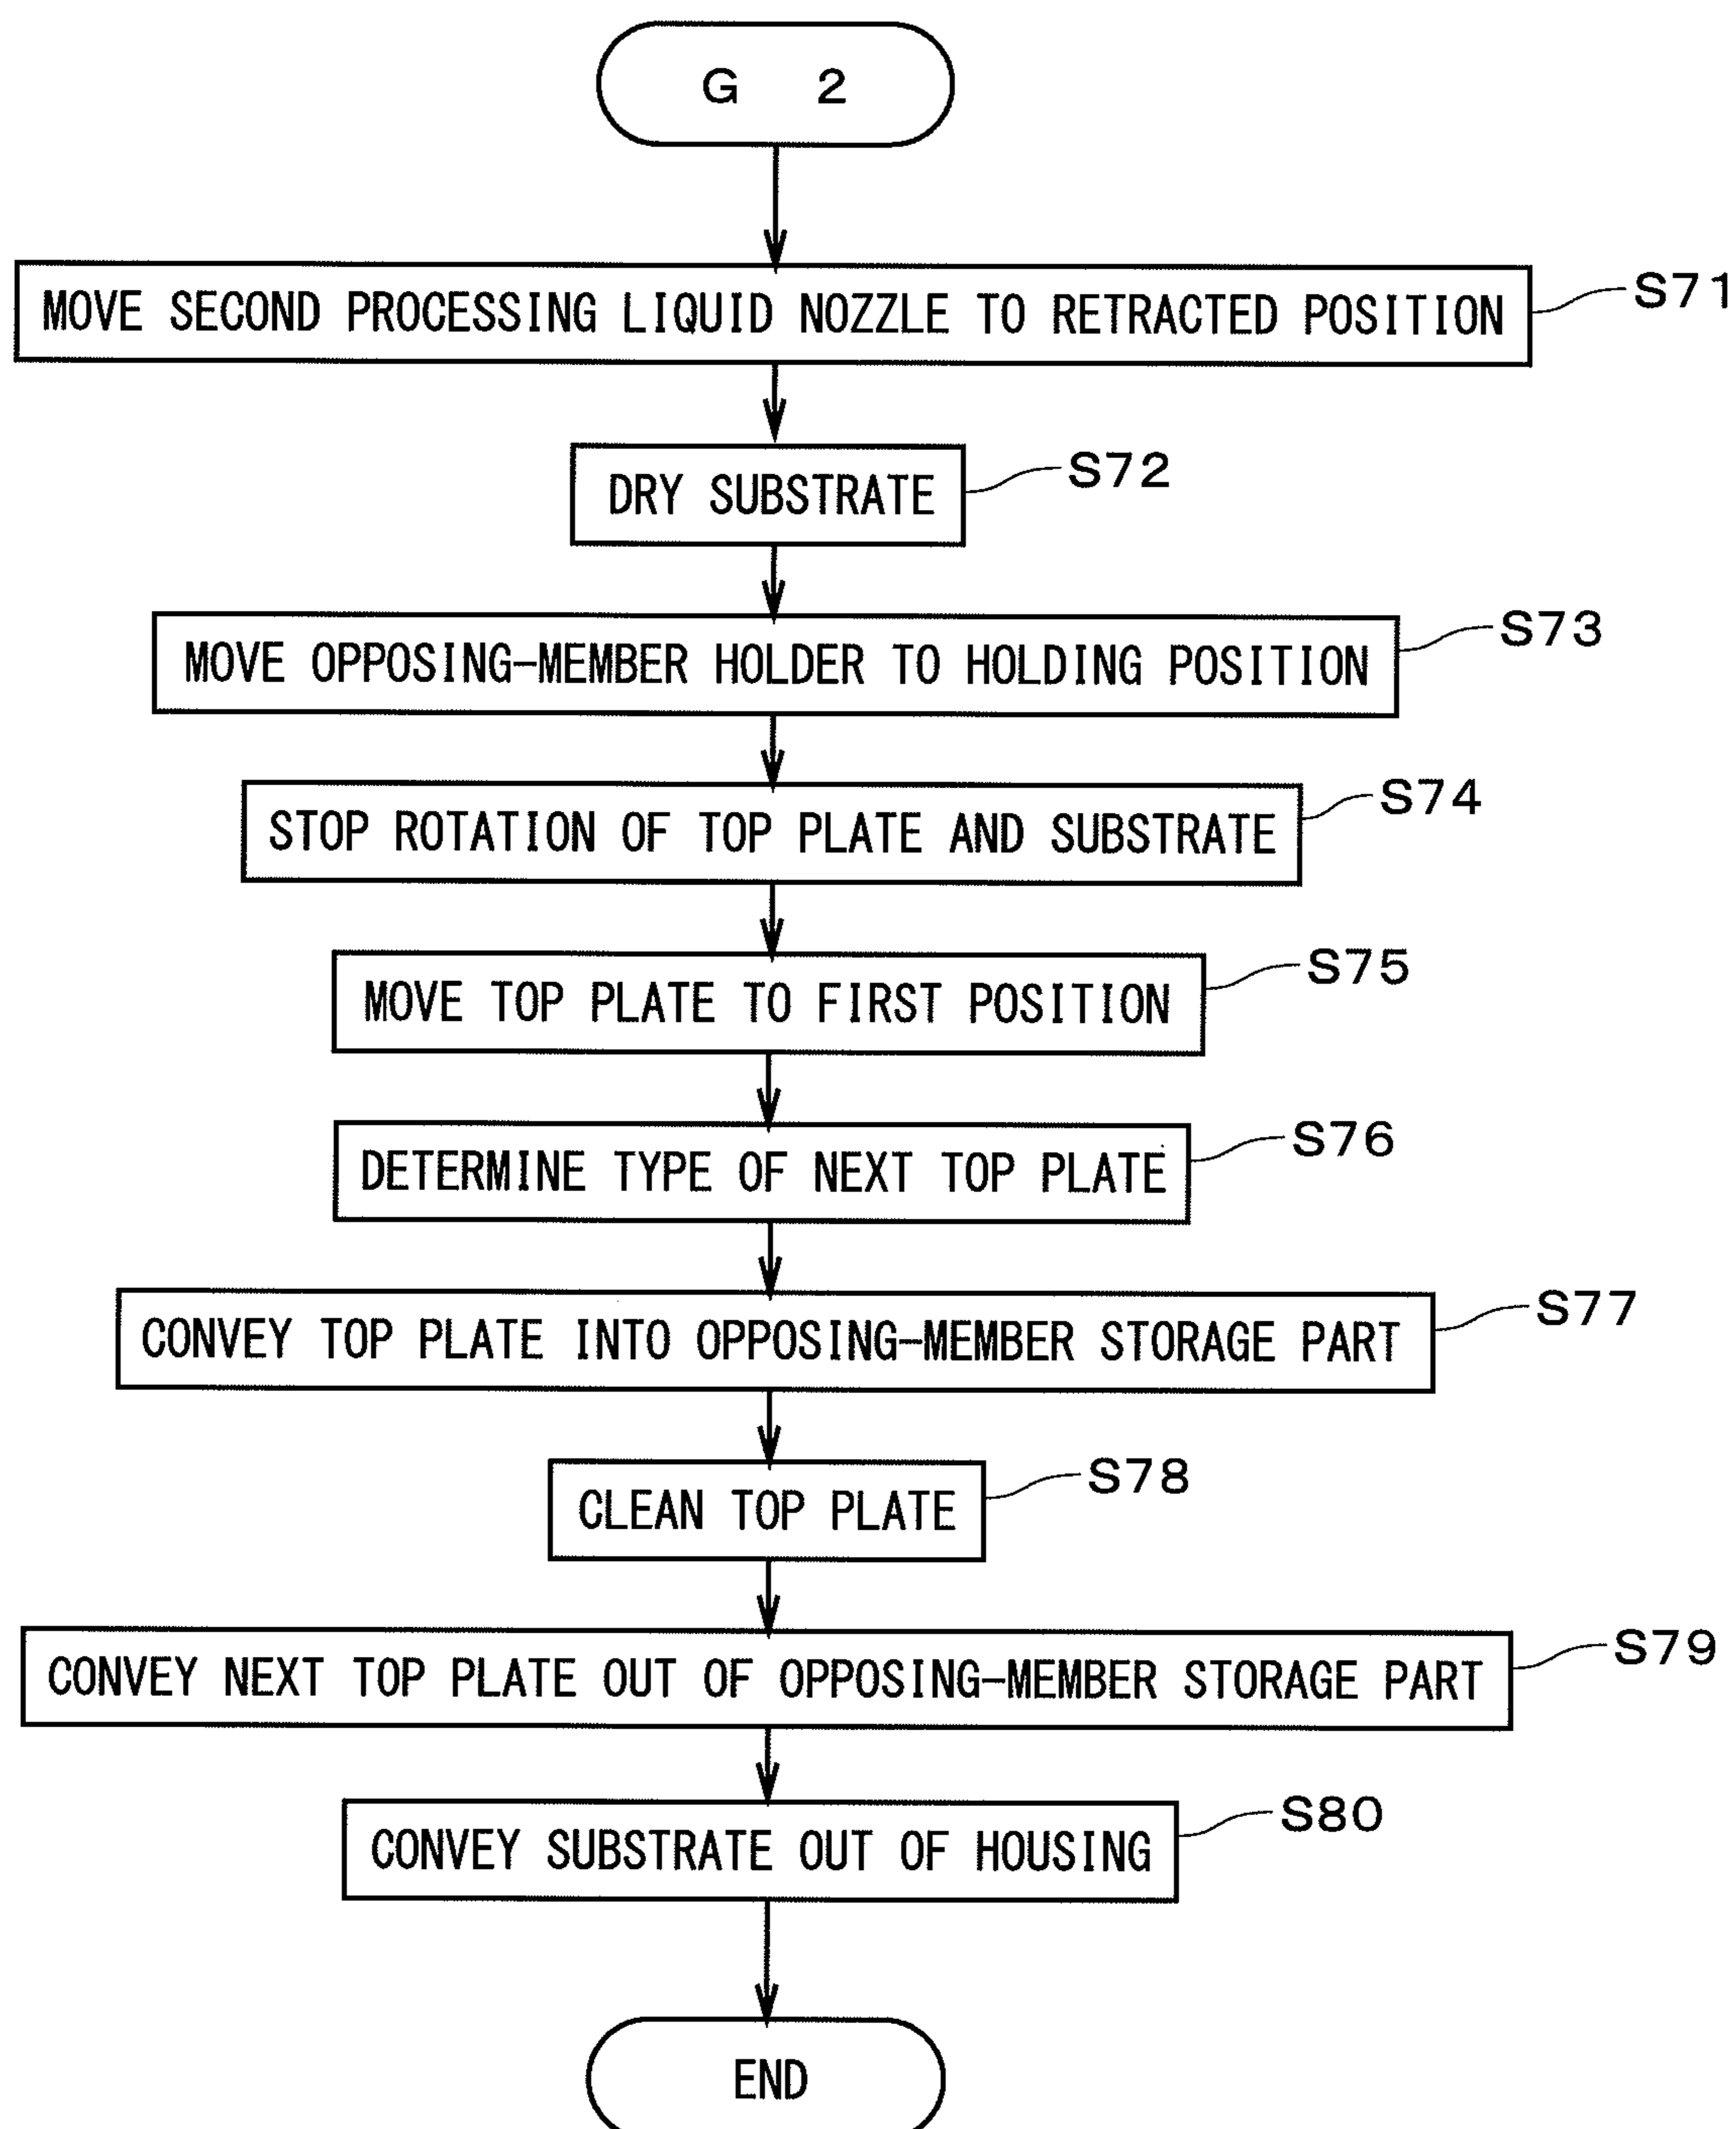 G 2
MOVE SECOND PROCESSING LIQUID NOZZLE TO RETRACTED POSITION
S71
DRY SUBSTRATE
S72
MOVE OPPOSING-MEMBER HOLDER TO HOLDING POSITION
S73
STOP ROTATION OF TOP PLATE AND SUBSTRATE
S74
MOVE TOP PLATE TO FIRST POSITION
S75
DETERMINE TYPE OF NEXT TOP PLATE
S76
CONVEY TOP PLATE INTO OPPOSING-MEMBER STORAGE PART
S77
CLEAN TOP PLATE
S78
CONVEY NEXT TOP PLATE OUT OF OPPOSING-MEMBER STORAGE PART
S79
CONVEY SUBSTRATE OUT OF HOUSING
S80
END